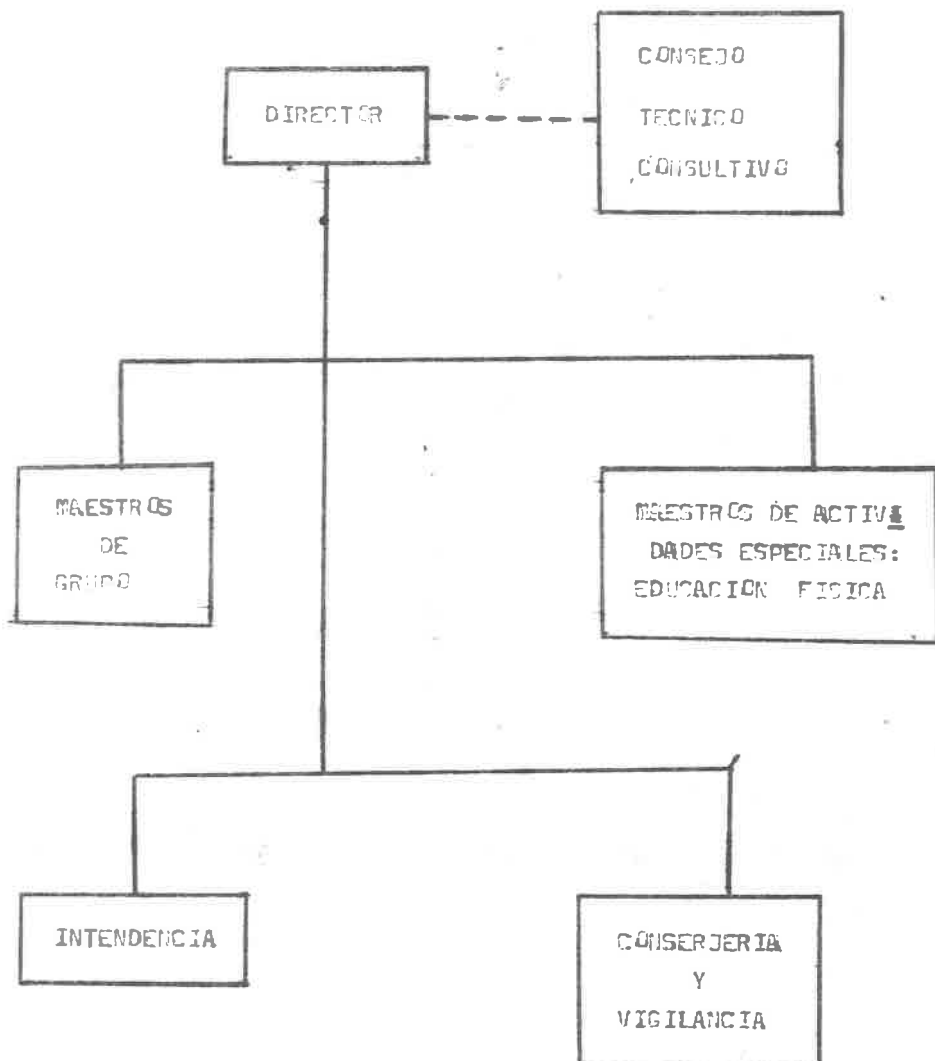 DIRECTOR
CONSEJO
TECNICO
CONSULTIVO
MAESTROS
DE
GRUPO
MAESTROS DE ACTIVI
DADES ESPECIALES:
EDUCACION FISICA
INTENDENCIA
CONSERJERIA
Y
VIGILANCIA